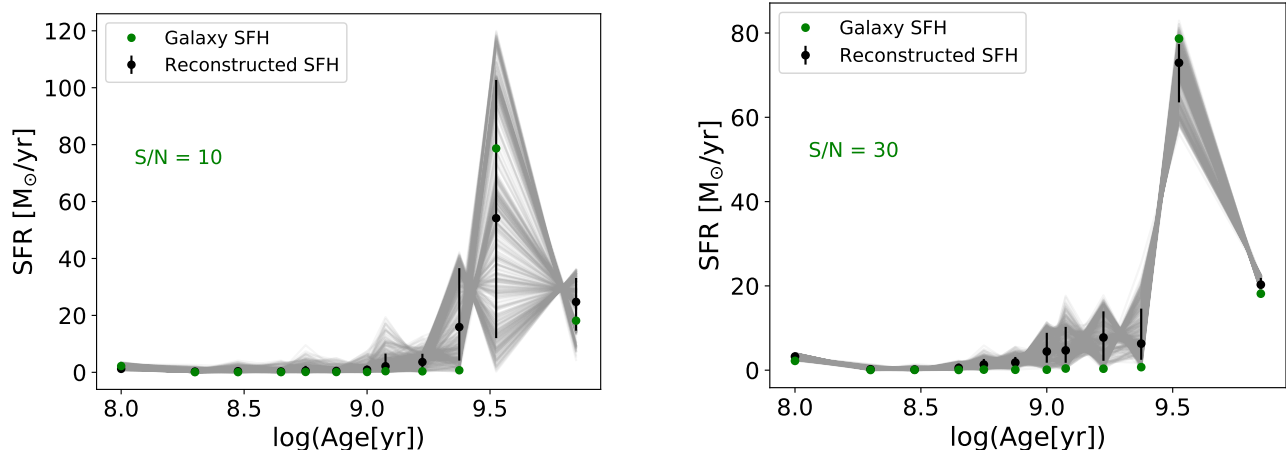 Galaxy SFH
Reconstructed SFH
S/N = 10
SFR [M⊙/yr]
120
100
80
60
40
20
0
8.0 8.5 9.0 9.5
log(Age[yr])
Galaxy SFH
Reconstructed SFH
S/N = 30
SFR [M⊙/yr]
80
60
40
20
0
8.0 8.5 9.0 9.5
log(Age[yr])